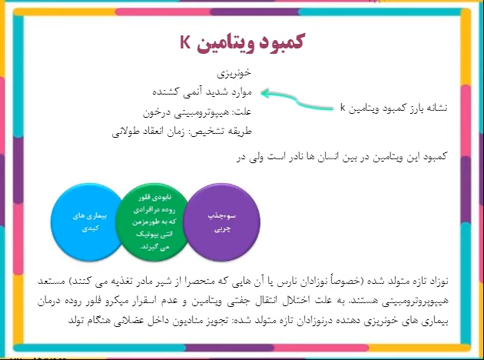 کمبود ویتامین K
خونریزی
موارد شدید آنمی کشنده
نشانه بارز کمبود ویتامین k
علت: هیپوترومبینی درخون
طریقه تشخیص: زمان انعقاد طولانی
کمبود این ویتامین در بین انسان ها نادر است ولی در
سوءجذب
چربی
نابودی فلور
روده درافرادی
که به طورمزمن
انتی بیوتیک
می گیرند.
بیماری های
کبدی
نوزاد تازه متولد شده (خصوصاً نوزادان نارس یا آن هایی که منحصرا از شیر مادر تغذیه می کنند) مستعد
هیپوپروترومبینی هستند. به علت اختلال انتقال جفتی ویتامین و عدم استقرار میکرو فلور روده درمان
بیماری های خونریزی دهنده درنوزادان تازه متولد شده: تجویز منادیون داخل عضلانی هنگام تولد